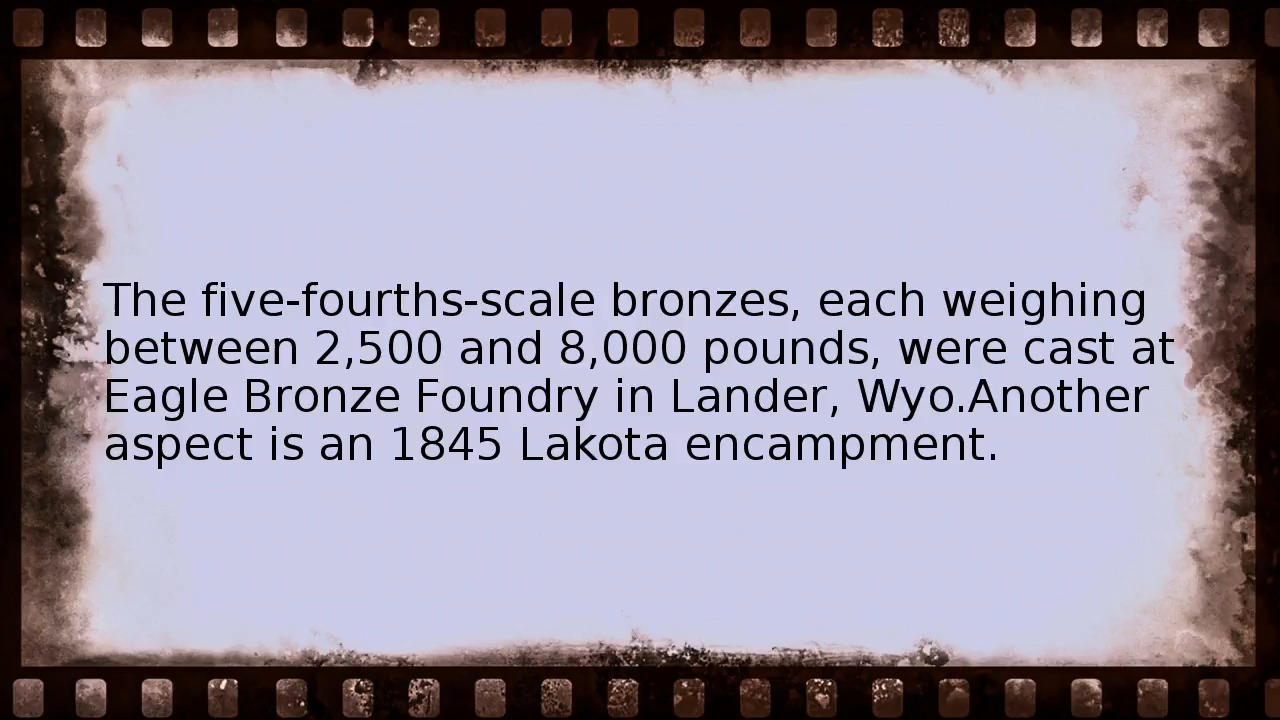 The five-fourths-scale bronzes, each weighing
between 2,500 and 8,000 pounds, were cast at
Eagle Bronze Foundry in Lander, Wyo.Another
aspect is an 1845 Lakota encampment.